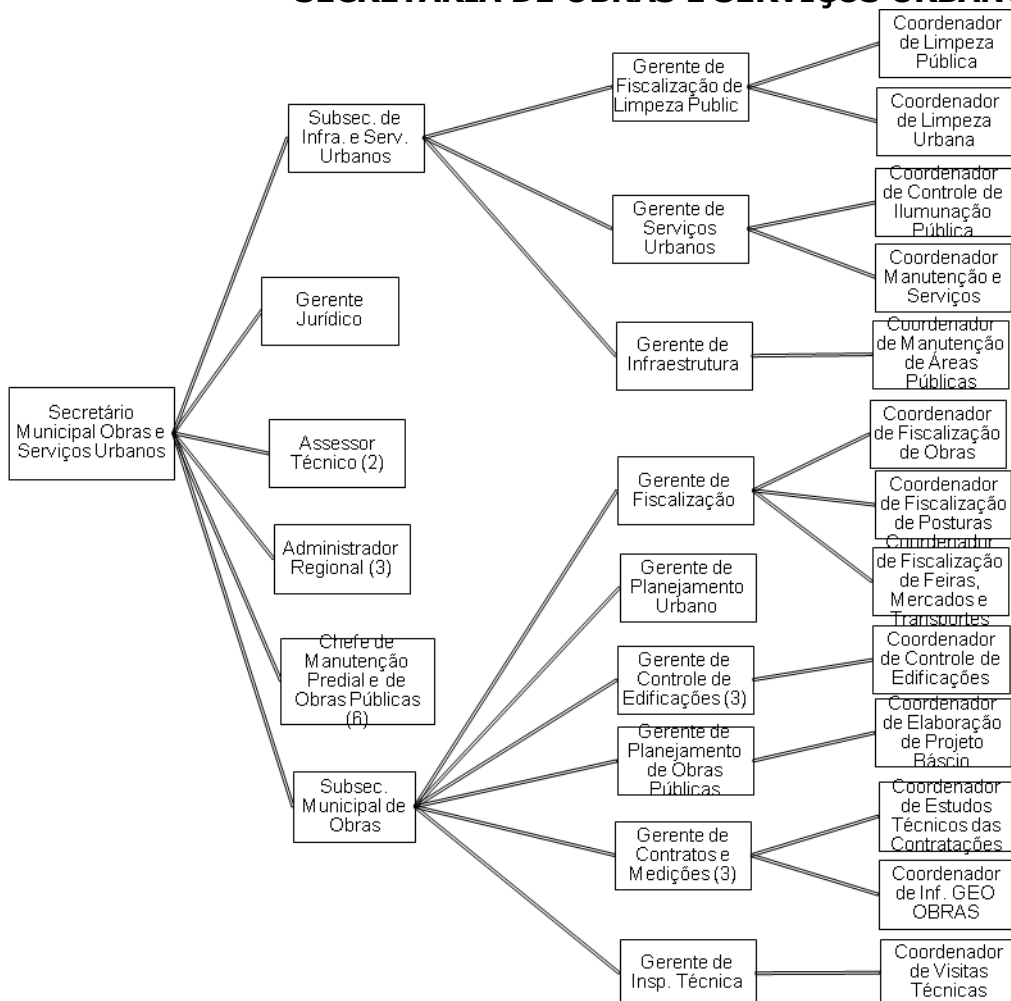 SECRETARIA DE OBRAS E SERVIÇOS URBANO
Secretário
Municipal Obras e
Serviços Urbanos
Subsec. de
Infra. e Serv.
Urbanos
Gerente
Jurídico
Assessor
Técnico (2)
Administrador
Regional (3)
Chefe de
Manutenção
Predial e de
Obras Públicas
(6)
Subsec.
Municipal de
Obras
Gerente de
Fiscalização de
Limpeza Public
Gerente de
Serviços
Urbanos
Gerente de
Infraestrutura
Gerente de
Fiscalização
Gerente de
Planejamento
Urbano
Gerente de
Controle de
Edificações (3)
Gerente de
Planejamento
de Obras
Públicas
Gerente de
Contratos e
Medições (3)
Gerente de
Insp. Técnica
Coordenador
de Limpeza
Pública
Coordenador
de Limpeza
Urbana
Coordenador
de Controle de
Ilumunação
Pública
Coordenador
Manutenção e
Serviços
Coordenador
de Manutenção
de Áreas
Públicas
Coordenador
de Fiscalização
de Obras
Coordenador
de Fiscalização
de Posturas
Coordenador
de Fiscalização
de Feiras,
Mercados e
Transportes
Coordenador
de Controle de
Edificações
Coordenador
de Elaboração
de Projeto
Báscio
Coordenador
de Estudos
Técnicos das
Contratações
Coordenador
de Inf. GEO
OBRAS
Coordenador
de Visitas
Técnicas